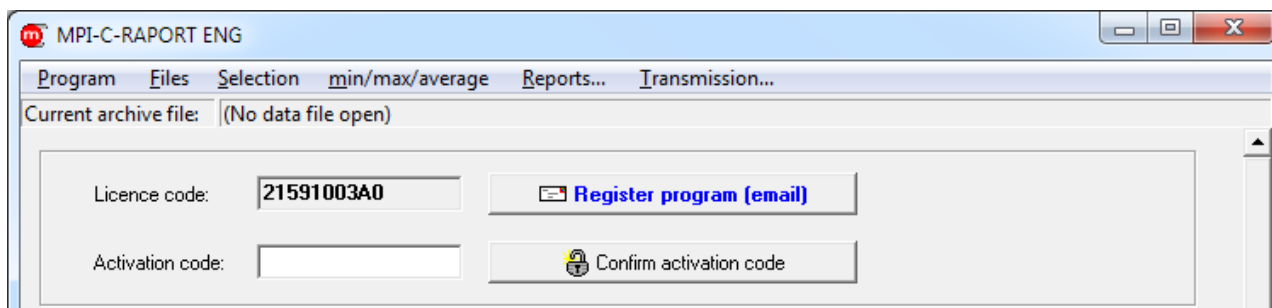 MPI-C-RAPORT ENG
Program Files Selection min/max/average Reports... Transmission...
Current archive file: (No data file open)
Licence code: 21591003A0 Register program (email)
Activation code: Confirm activation code